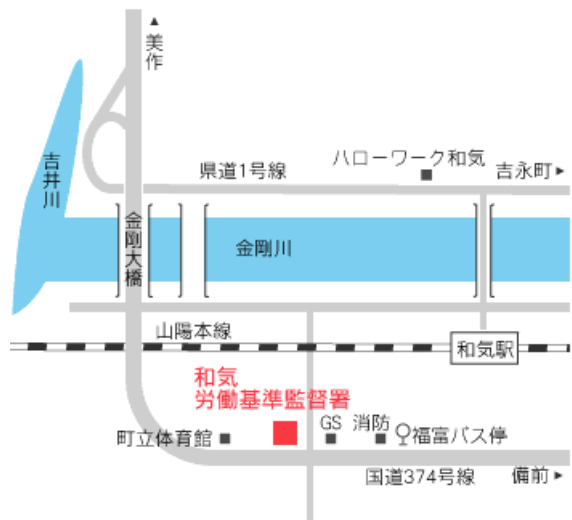 ▲美作
ハローワーク和気
県道1号線
吉永町▶
吉井川
金剛大橋
金剛川
山陽本線
和気駅
和気
労働基準監督署
GS
消防
町立体育館
福富バス停
国道374号線
備前▶